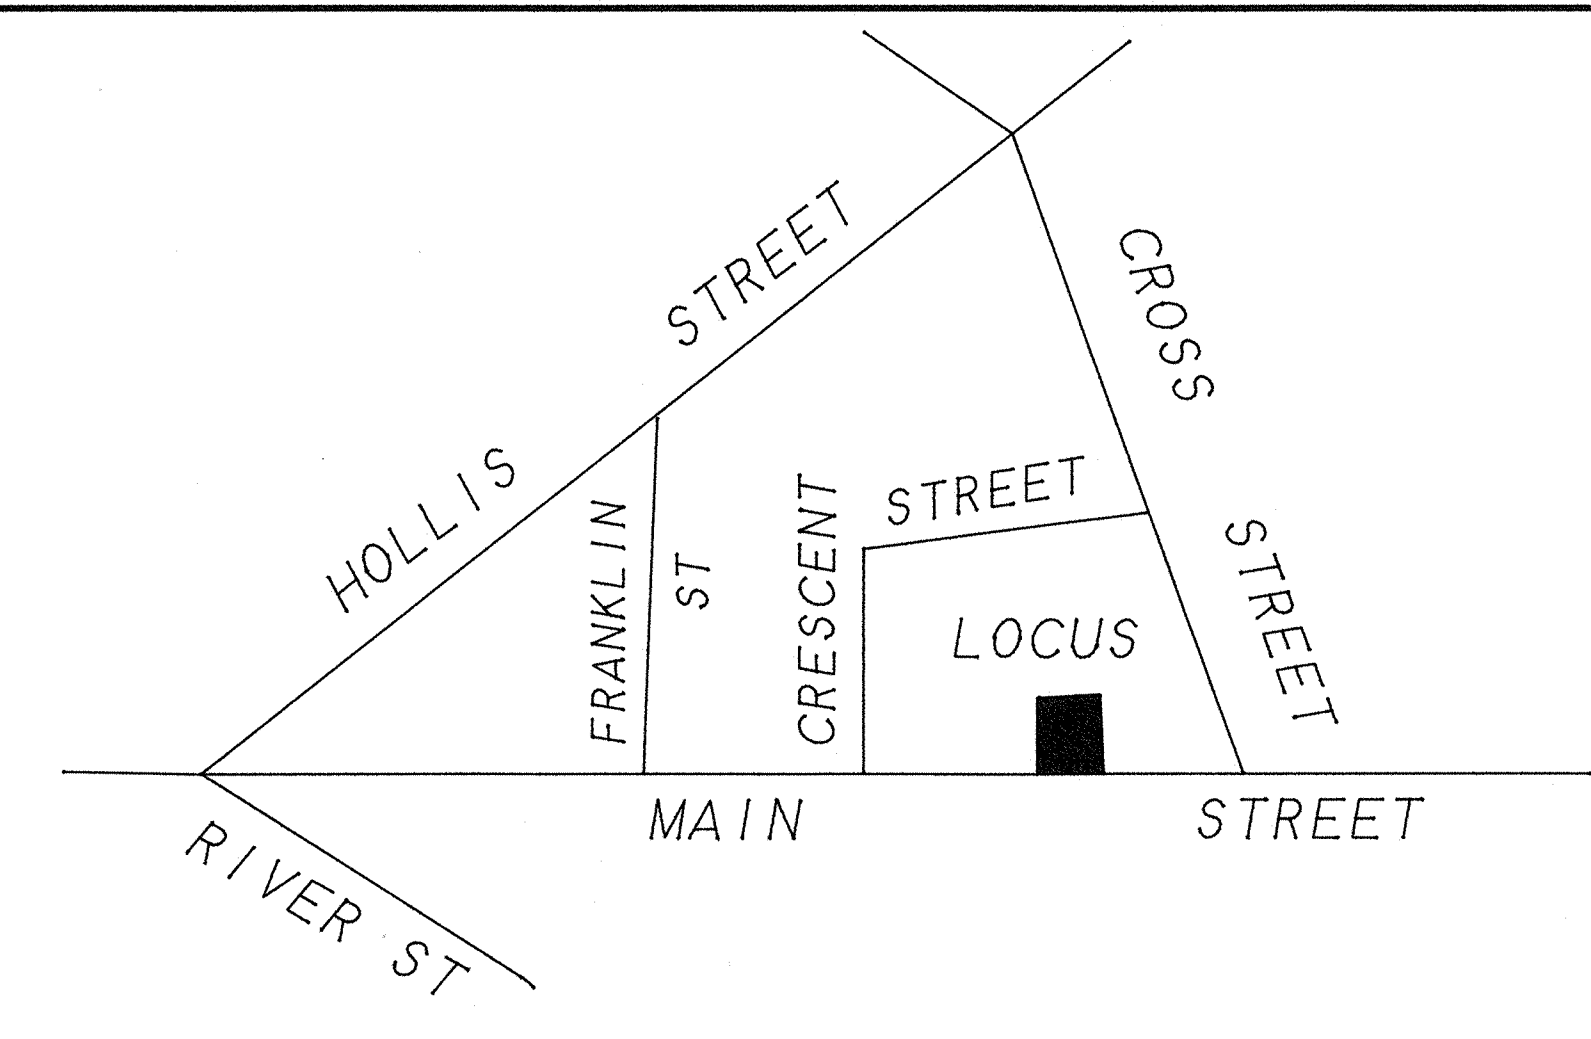 HOLLIS STREET
CROSS STREET
FRANKLIN ST
CRESCENT STREET
LOCUS
MAIN STREET
RIVER ST